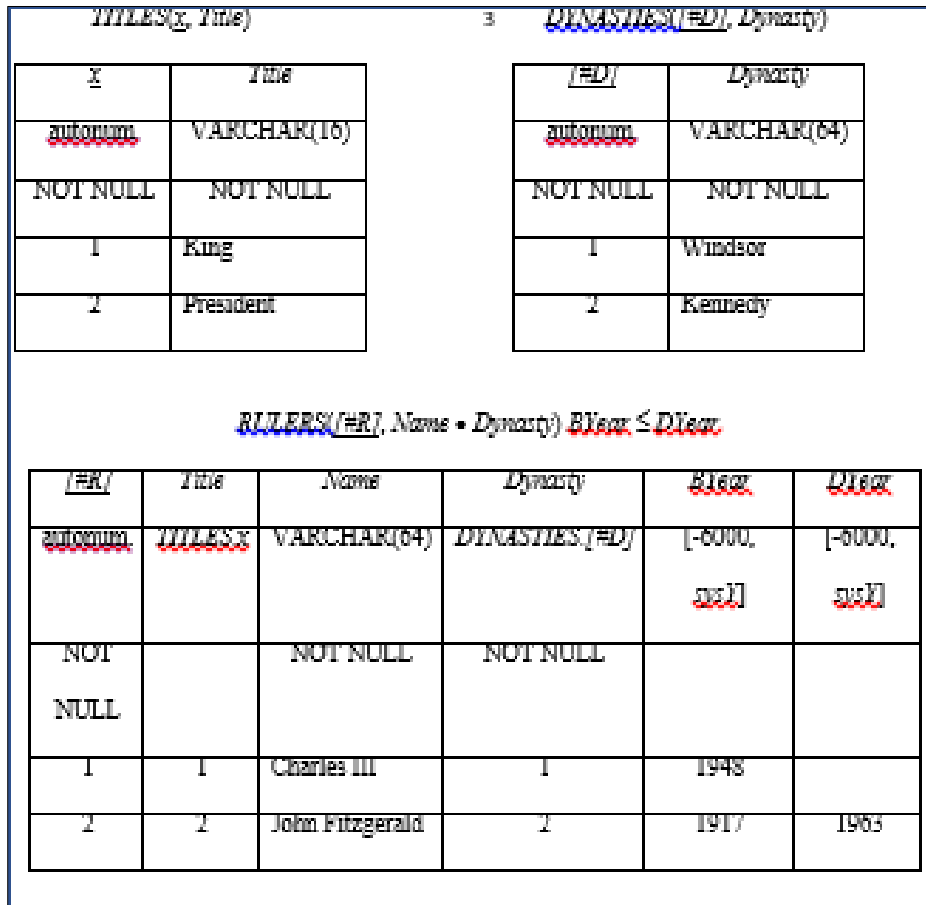 TITLES(x, Title) 3 DYNASTIES([#D], Dynasty)
x Title [#D] Dynasty
autonum VARCHAR(16) autonum VARCHAR(64)
NOT NULL NOT NULL NOT NULL NOT NULL
1 King 1 Windsor
2 President 2 Kennedy
RULERS([#R], Name • Dynasty) BYear ≤ DYear
[#R] Title Name Dynasty BYear DYear
autonum TITLES.x VARCHAR(64) DYNASTIES.[#D] [-6000, [-6000,
sysY] sysY]
NOT NOT NULL NOT NULL
NULL
1 1 Charles III 1 1948
2 2 John Fitzgerald 2 1917 1963